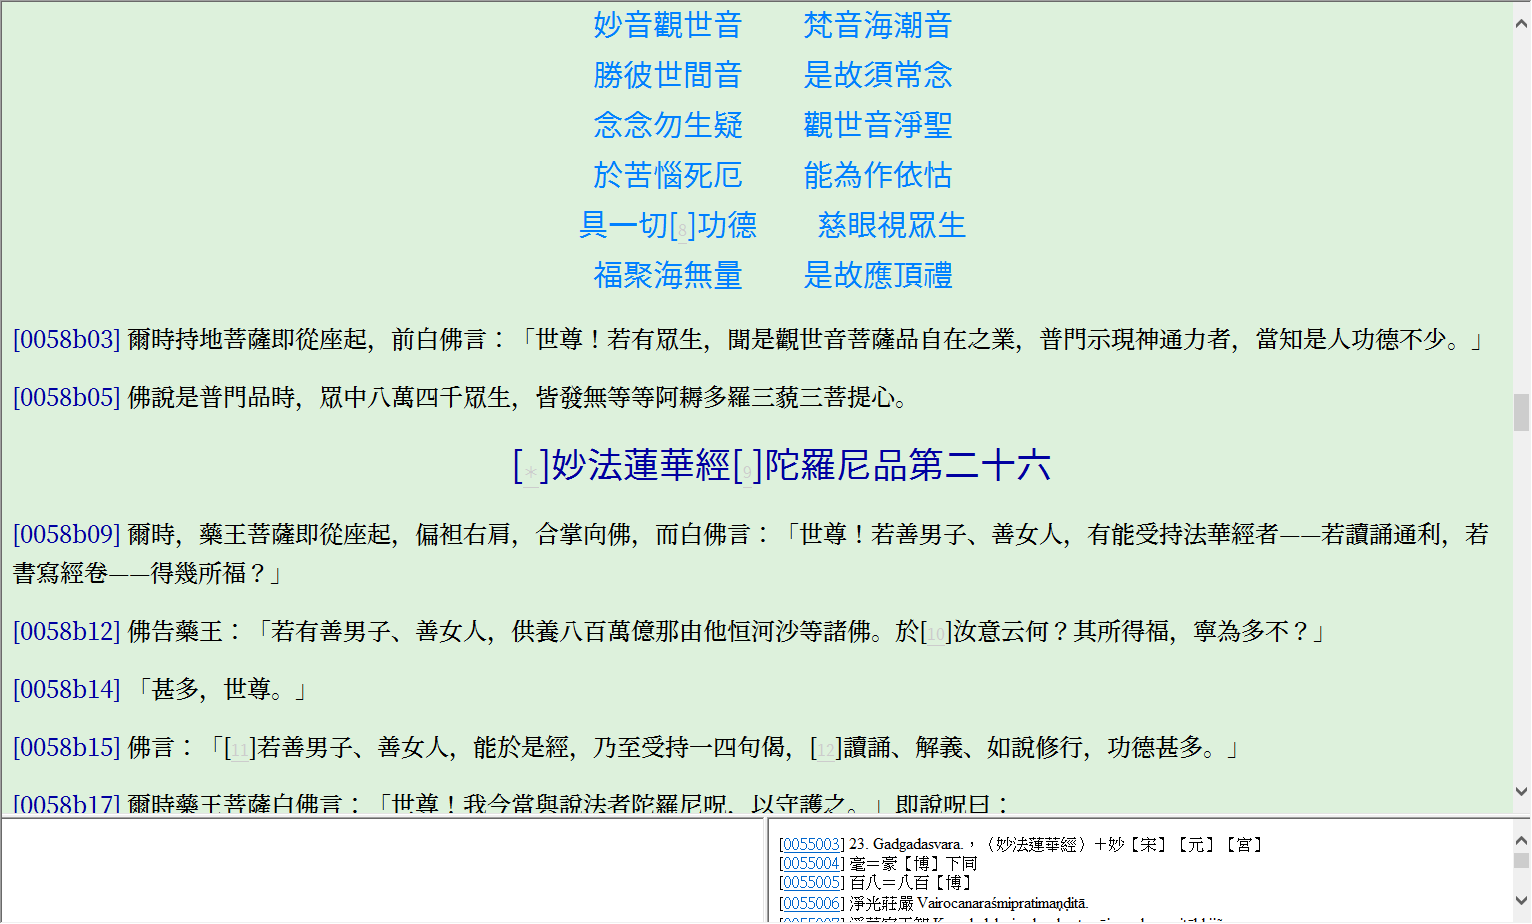 妙音觀世音　　梵音海潮音
勝彼世間音　　是故須常念
念念勿生疑　　觀世音淨聖
於苦惱死厄　　能為作依怙
具一切[8]功德　　慈眼視眾生
福聚海無量　　是故應頂禮
[0058b03] 爾時持地菩薩即從座起，前白佛言：「世尊！若有眾生，聞是觀世音菩薩品自在之業，普門示現神通力者，當知是人功德不少。」
[0058b05] 佛說是普門品時，眾中八萬四千眾生，皆發無等等阿耨多羅三藐三菩提心。
[＊]妙法蓮華經[9]陀羅尼品第二十六
[0058b09] 爾時，藥王菩薩即從座起，偏袒右肩，合掌向佛，而白佛言：「世尊！若善男子、善女人，有能受持法華經者——若讀誦通利，若
書寫經卷——得幾所福？」
[0058b12] 佛告藥王：「若有善男子、善女人，供養八百萬億那由他恒河沙等諸佛。於[10]汝意云何？其所得福，寧為多不？」
[0058b14] 「甚多，世尊。」
[0058b15] 佛言：「[11]若善男子、善女人，能於是經，乃至受持一四句偈，[12]讀誦、解義、如說修行，功德甚多。」
[0058b17] 爾時藥王菩薩白佛言：「世尊！我今當與說法者陀羅尼呪，以守護之。」即說呪曰：
[0055003] 23. Gadgadasvara.，〔妙法蓮華經〕＋妙【宋】【元】【宮】
[0055004] 毫＝豪【博】下同
[0055005] 百八＝八百【博】
[0055006] 淨光莊嚴 Vairocanaraśmipratimaṇḍitā.